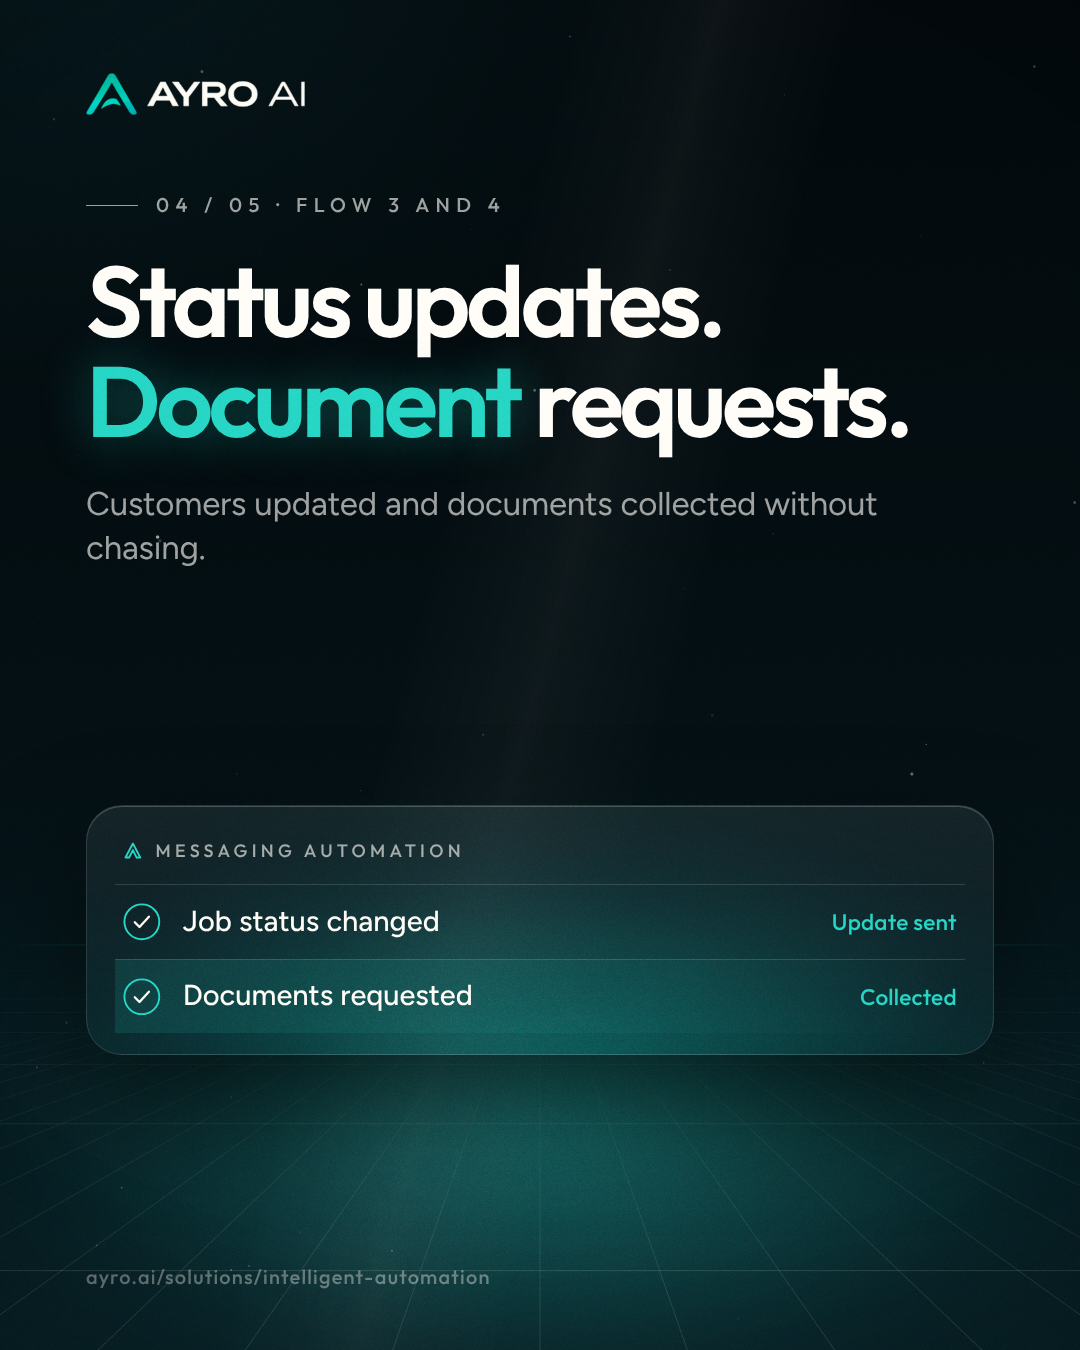 AYRO AI
04 / 05 · FLOW 3 AND 4
Status updates.
Document requests.
Customers updated and documents collected without
chasing.
MESSAGING AUTOMATION
Job status changed
Update sent
Documents requested
Collected
ayro.ai/solutions/intelligent-automation